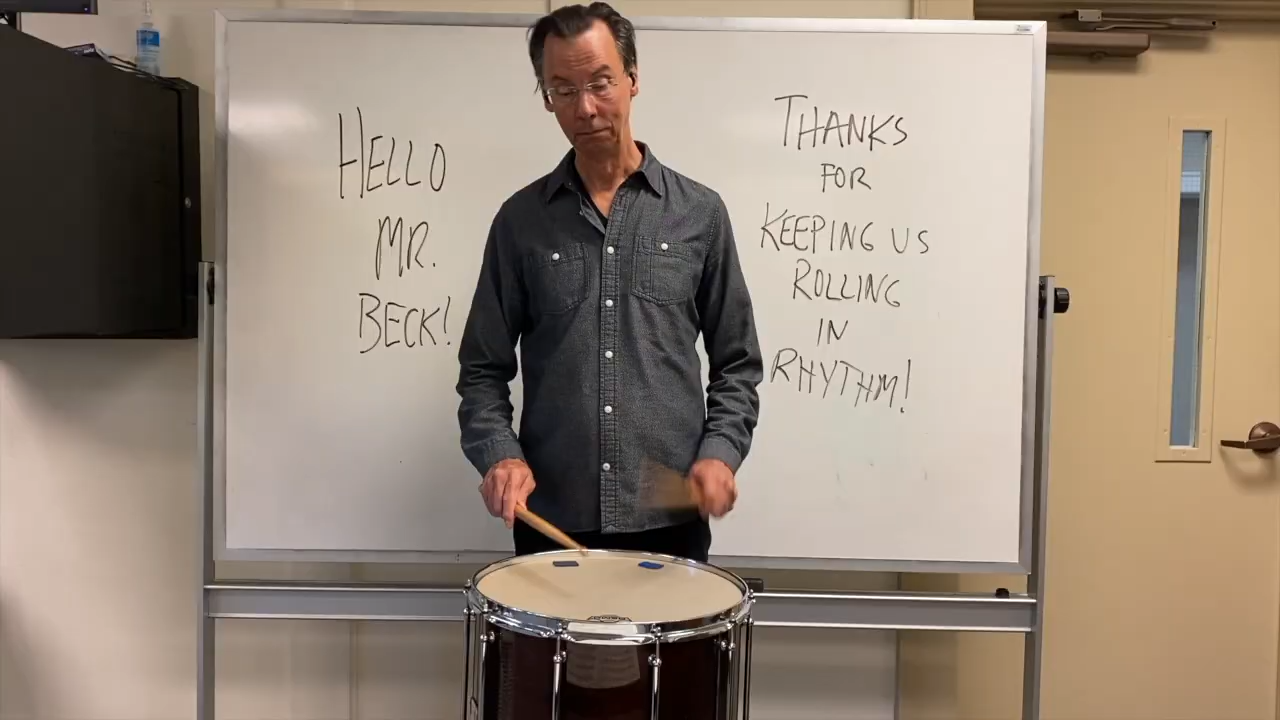 HELLO
MR.
BECK!
THANKS
FOR
KEEPING US
ROLLING
IN
RHYTHM!